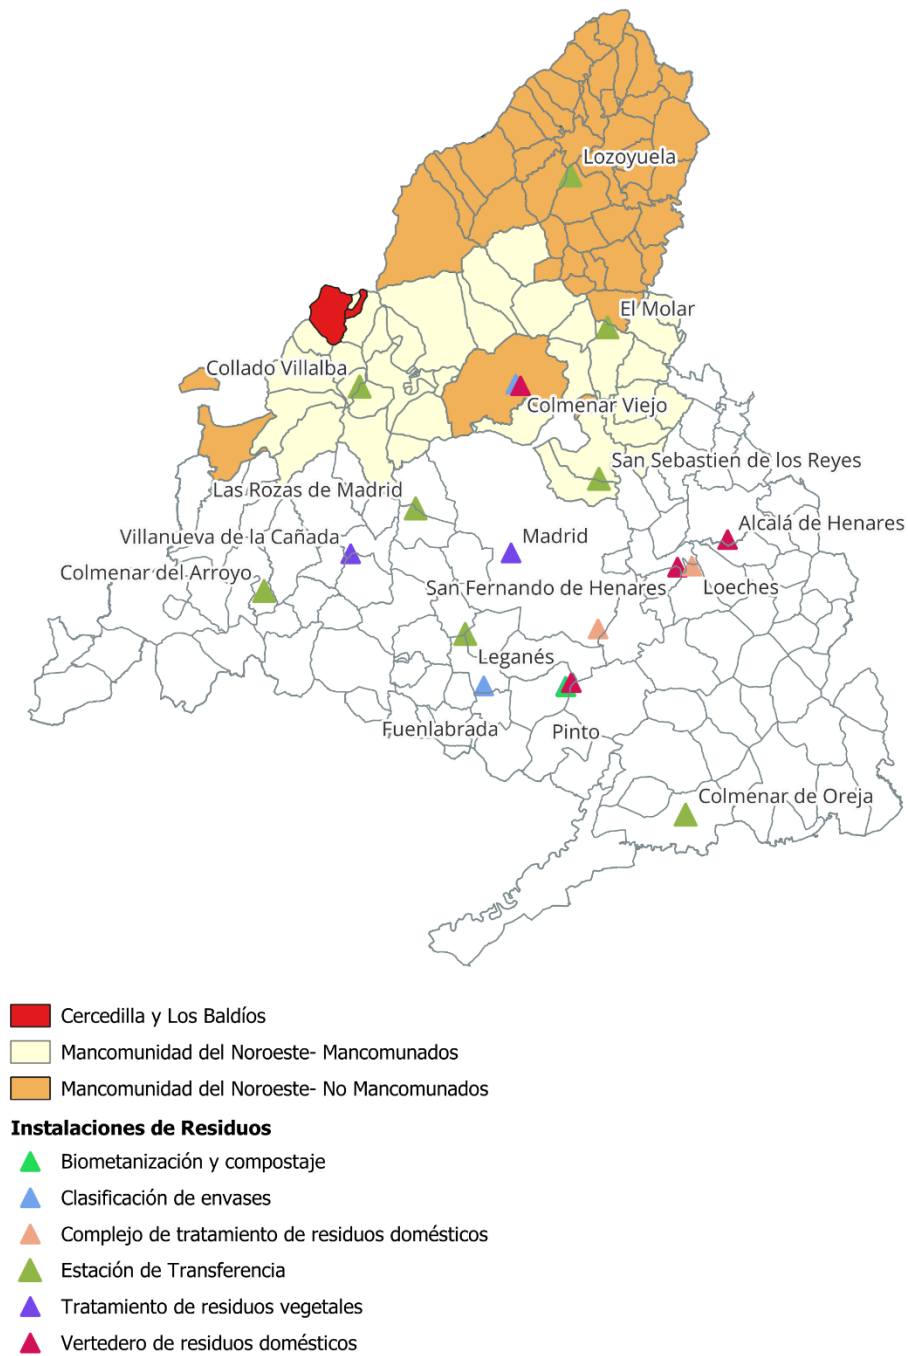 Lozoyuela
El Molar
Collado Villalba
Colmenar Viejo
San Sebastien de los Reyes
Las Rozas de Madrid
Alcalá de Henares
Villanueva de la Cañada
Madrid
Colmenar del Arroyo
San Fernando de Henares
Loeches
Leganés
Fuenlabrada
Pinto
Colmenar de Oreja
Cercedilla y Los Baldíos
Mancomunidad del Noroeste- Mancomunados
Mancomunidad del Noroeste- No Mancomunados
Instalaciones de Residuos
Biometanización y compostaje
Clasificación de envases
Complejo de tratamiento de residuos domésticos
Estación de Transferencia
Tratamiento de residuos vegetales
Vertedero de residuos domésticos